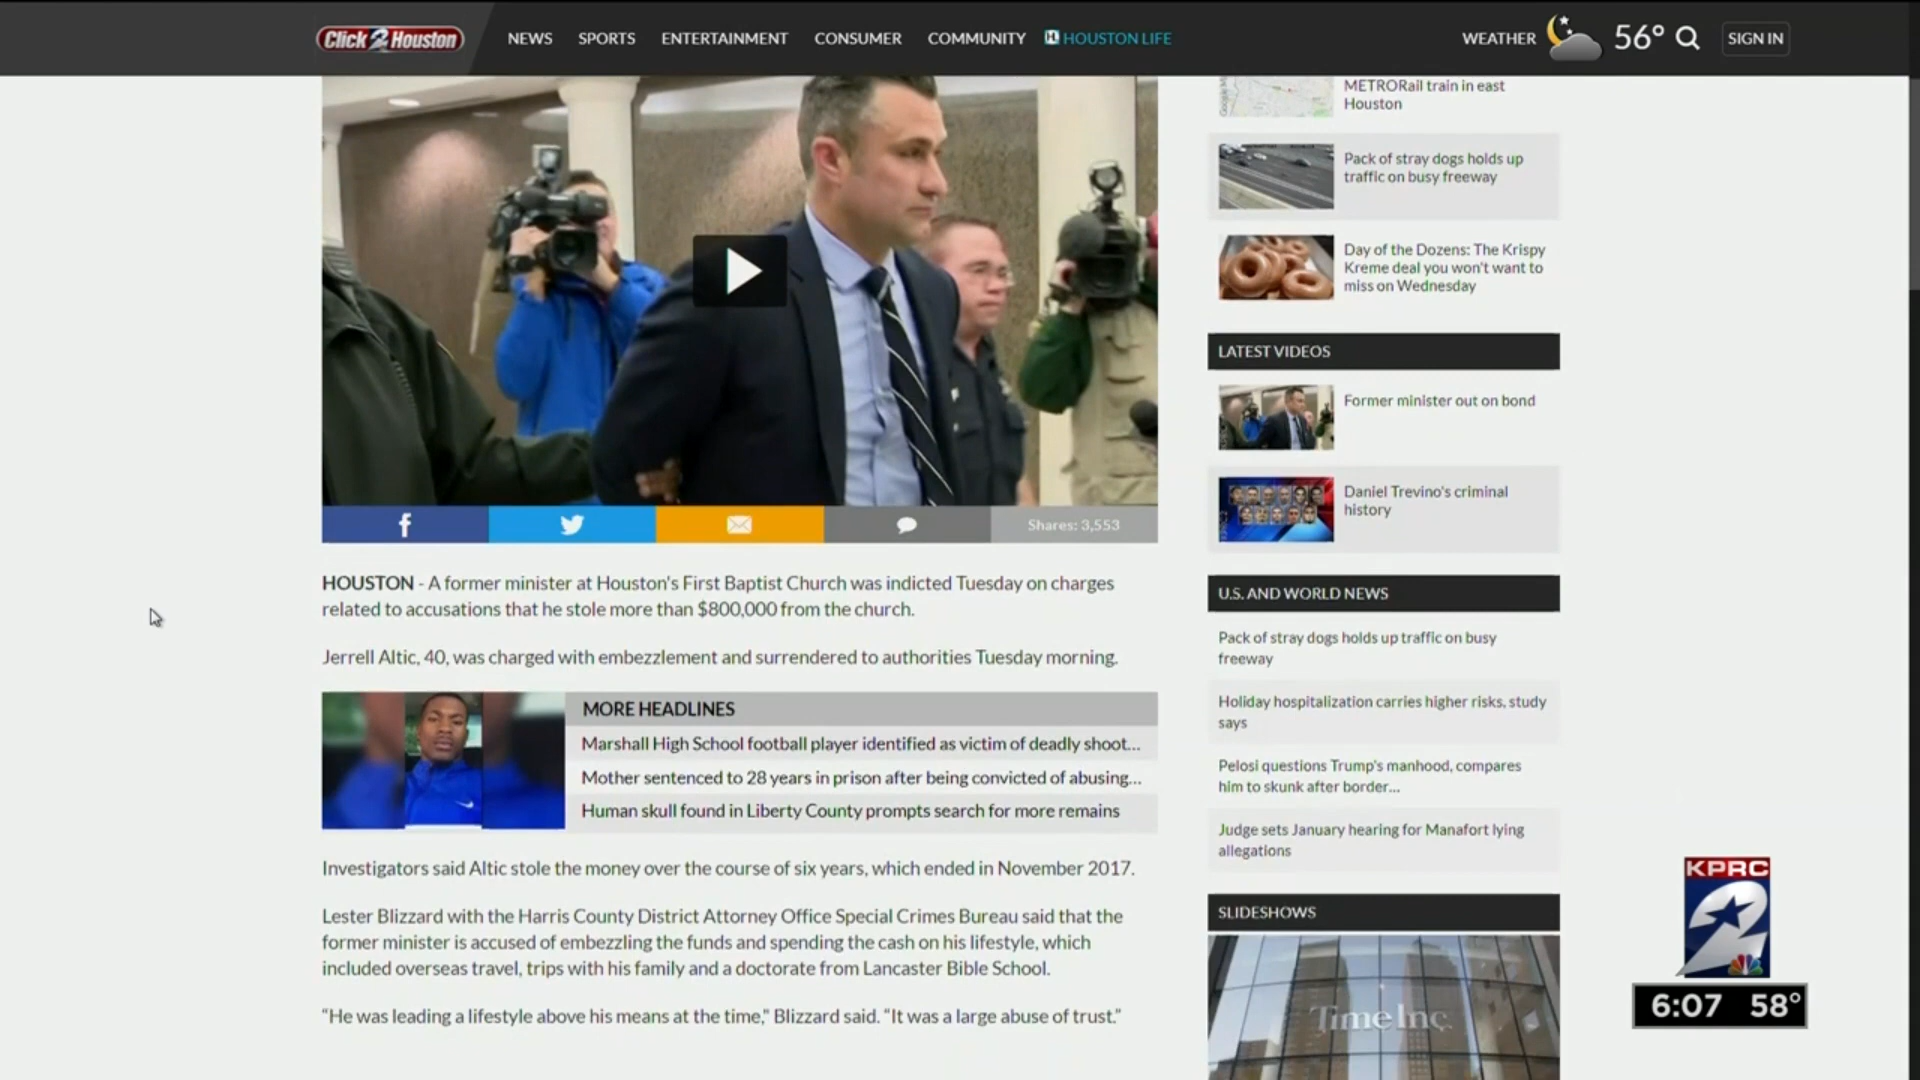 Click 2 Houston
NEWS SPORTS ENTERTAINMENT CONSUMER COMMUNITY HOUSTON LIFE WEATHER 56° SIGN IN
METRORail train in east
Houston
Pack of stray dogs holds up
traffic on busy freeway
Day of the Dozens: The Krispy
Kreme deal you won't want to
miss on Wednesday
LATEST VIDEOS
Former minister out on bond
Daniel Trevino's criminal
history
Shares: 3,553
HOUSTON - A former minister at Houston's First Baptist Church was indicted Tuesday on charges
related to accusations that he stole more than $800,000 from the church.
Jerrell Altic, 40, was charged with embezzlement and surrendered to authorities Tuesday morning.
MORE HEADLINES
Marshall High School football player identified as victim of deadly shoot...
Mother sentenced to 28 years in prison after being convicted of abusing...
Human skull found in Liberty County prompts search for more remains
Investigators said Altic stole the money over the course of six years, which ended in November 2017.
Lester Blizzard with the Harris County District Attorney Office Special Crimes Bureau said that the
former minister is accused of embezzling the funds and spending the cash on his lifestyle, which
included overseas travel, trips with his family and a doctorate from Lancaster Bible School.
“He was leading a lifestyle above his means at the time,” Blizzard said. “It was a large abuse of trust.”
U.S. AND WORLD NEWS
Pack of stray dogs holds up traffic on busy
freeway
Holiday hospitalization carries higher risks, study
says
Pelosi questions Trump's manhood, compares
him to skunk after border...
Judge sets January hearing for Manafort lying
allegations
SLIDESHOWS
Time Inc.
KPRC
2
6:07 58°